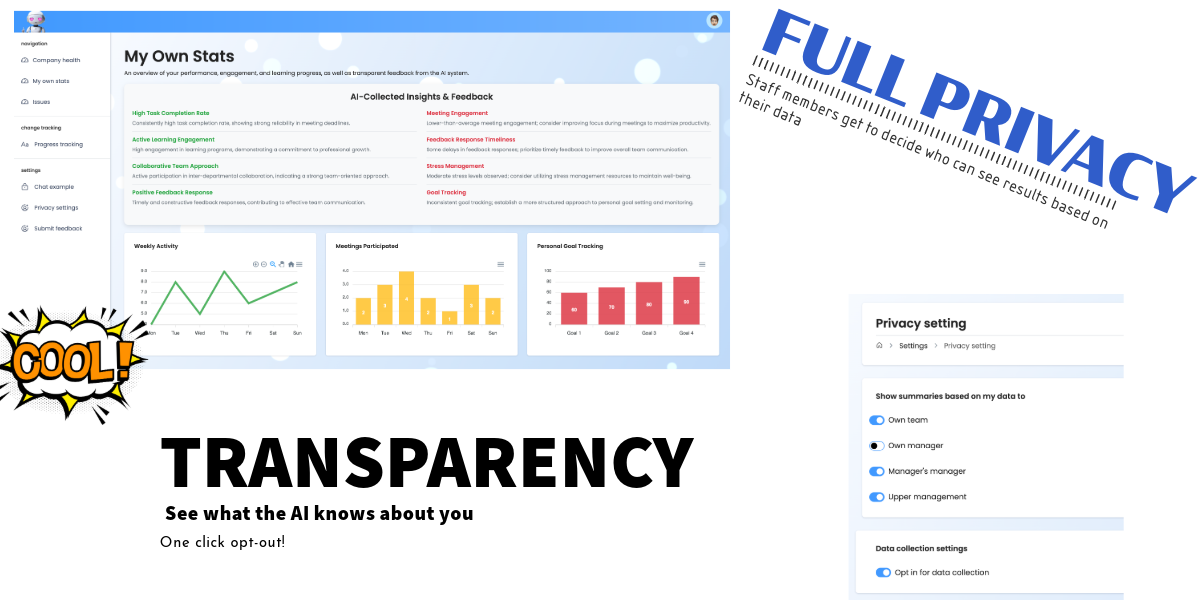 navigation
Company health
My own stats
Issues
change tracking
Aa Progress tracking
settings
Chat example
Privacy settings
Submit feedback
My Own Stats
An overview of your performance, engagement, and learning progress, as well as transparent feedback from the AI system.
AI-Collected Insights & Feedback
High Task Completion Rate
Consistently high task completion rate, showing strong reliability in meeting deadlines.
Active Learning Engagement
High engagement in learning programs, demonstrating a commitment to professional growth.
Collaborative Team Approach
Active participation in inter-departmental collaboration, indicating a strong team-oriented approach.
Positive Feedback Response
Timely and constructive feedback responses, contributing to effective team communication.
Meeting Engagement
Lower-than-average meeting engagement; consider improving focus during meetings to maximize productivity.
Feedback Response Timeliness
Some delays in feedback responses; prioritize timely feedback to improve overall team communication.
Stress Management
Moderate stress levels observed; consider utilizing stress management resources to maintain well-being.
Goal Tracking
Inconsistent goal tracking; establish a more structured approach to personal goal setting and monitoring.
Weekly Activity
9.0
8.0
7.0
6.0
5.0
Tue Wed Thu Fri Sat Sun
Meetings Participated
4.0
3.0
2.0
1.0
0.0
2 3 4 2 1 3 2
Mon Tue Wed Thu Fri Sat Sun
Personal Goal Tracking
100
80
60
40
20
0
60 70 80 90
Goal 1 Goal 2 Goal 3 Goal 4
COOL!
TRANSPARENCY
See what the AI knows about you
One click opt-out!
FULL PRIVACY
Staff members get to decide who can see results based on
their data
Privacy setting
Settings > Privacy setting
Show summaries based on my data to
Own team
Own manager
Manager's manager
Upper management
Data collection settings
Opt in for data collection